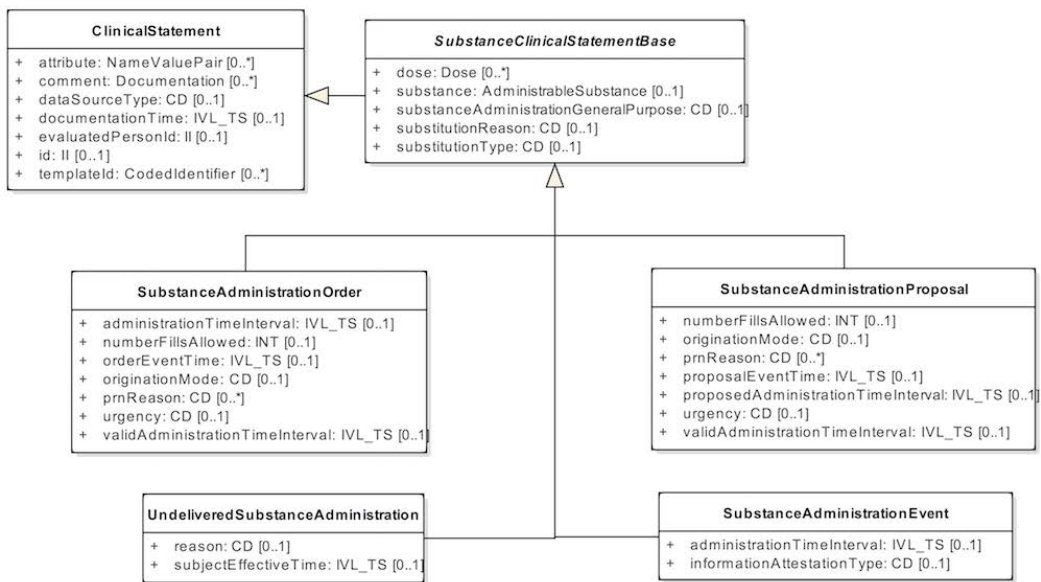 ClinicalStatement
+ attribute: NameValuePair [0..*]
+ comment: Documentation [0..*]
+ dataSourceType: CD [0..1]
+ documentationTime: IVL_TS [0..1]
+ evaluatedPersonId: II [0..1]
+ id: II [0..1]
+ templateId: CodedIdentifier [0..*]
SubstanceClinicalStatementBase
+ dose: Dose [0..*]
+ substance: AdministrableSubstance [0..1]
+ substanceAdministrationGeneralPurpose: CD [0..1]
+ substitutionReason: CD [0..1]
+ substitutionType: CD [0..1]
SubstanceAdministrationOrder
+ administrationTimeInterval: IVL_TS [0..1]
+ numberFillsAllowed: INT [0..1]
+ orderEventTime: IVL_TS [0..1]
+ originationMode: CD [0..1]
+ prnReason: CD [0..*]
+ urgency: CD [0..1]
+ validAdministrationTimeInterval: IVL_TS [0..1]
SubstanceAdministrationProposal
+ numberFillsAllowed: INT [0..1]
+ originationMode: CD [0..1]
+ prnReason: CD [0..*]
+ proposalEventTime: IVL_TS [0..1]
+ proposedAdministrationTimeInterval: IVL_TS [0..1]
+ urgency: CD [0..1]
+ validAdministrationTimeInterval: IVL_TS [0..1]
UndeliveredSubstanceAdministration
+ reason: CD [0..1]
+ subjectEffectiveTime: IVL_TS [0..1]
SubstanceAdministrationEvent
+ administrationTimeInterval: IVL_TS [0..1]
+ informationAttestationType: CD [0..1]